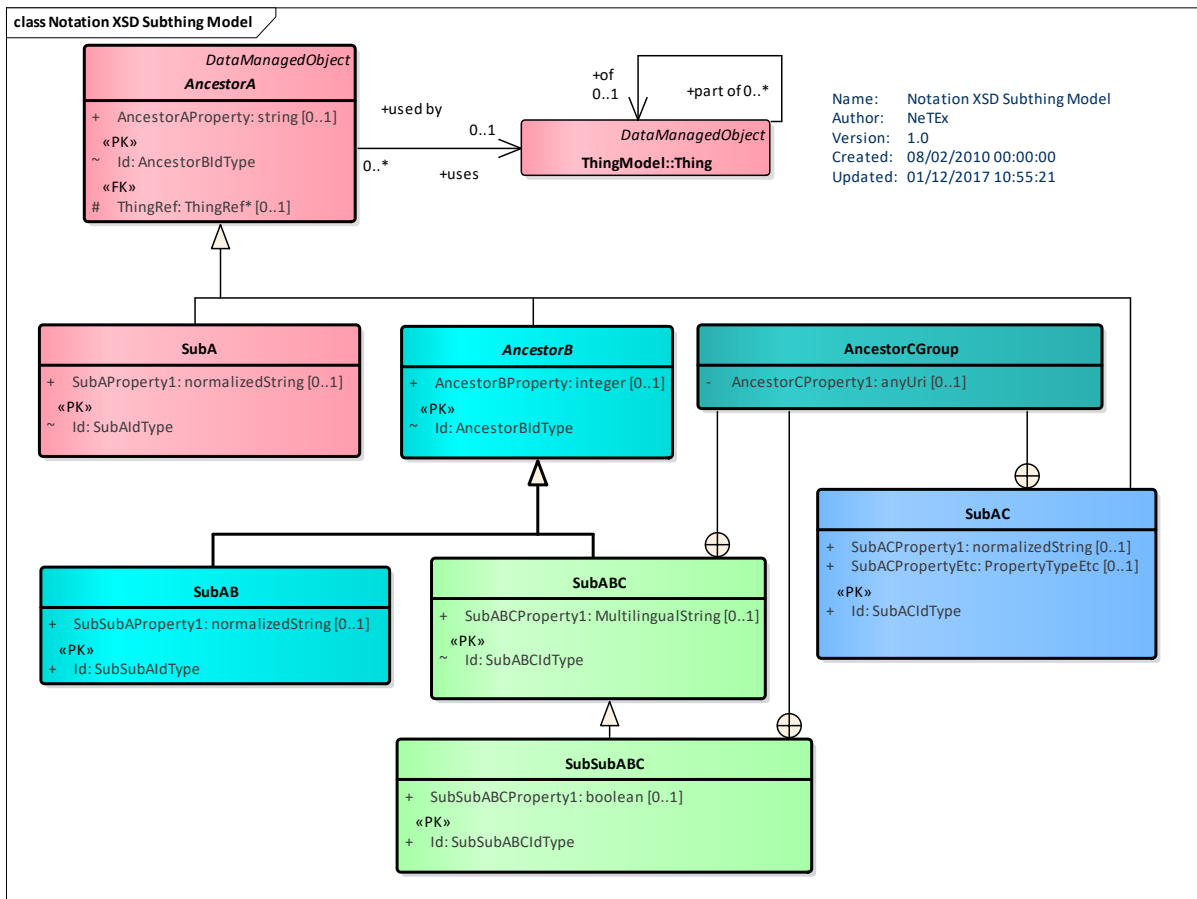 class Notation XSD Subthing Model
DataManagedObject
AncestorA
+ AncestorAProperty: string [0..1]
«PK»
~ Id: AncestorBIdType
«FK»
# ThingRef: ThingRef* [0..1]
+used by
0..1
0..*
+uses
+of
0..1
+part of 0..*
DataManagedObject
ThingModel::Thing
Name: Notation XSD Subthing Model
Author: NeTEx
Version: 1.0
Created: 08/02/2010 00:00:00
Updated: 01/12/2017 10:55:21
SubA
+ SubAProperty1: normalizedString [0..1]
«PK»
~ Id: SubAIdType
AncestorB
+ AncestorBProperty: integer [0..1]
«PK»
~ Id: AncestorBIdType
AncestorCGroup
- AncestorCProperty1: anyUri [0..1]
SubAC
+ SubACProperty1: normalizedString [0..1]
+ SubACPropertyEtc: PropertyTypeEtc [0..1]
«PK»
+ Id: SubACIdType
SubAB
+ SubSubAProperty1: normalizedString [0..1]
«PK»
+ Id: SubSubAIdType
SubABC
+ SubABCProperty1: MultilingualString [0..1]
«PK»
~ Id: SubABCIdType
SubSubABC
+ SubSubABCProperty1: boolean [0..1]
«PK»
+ Id: SubSubABCIdType